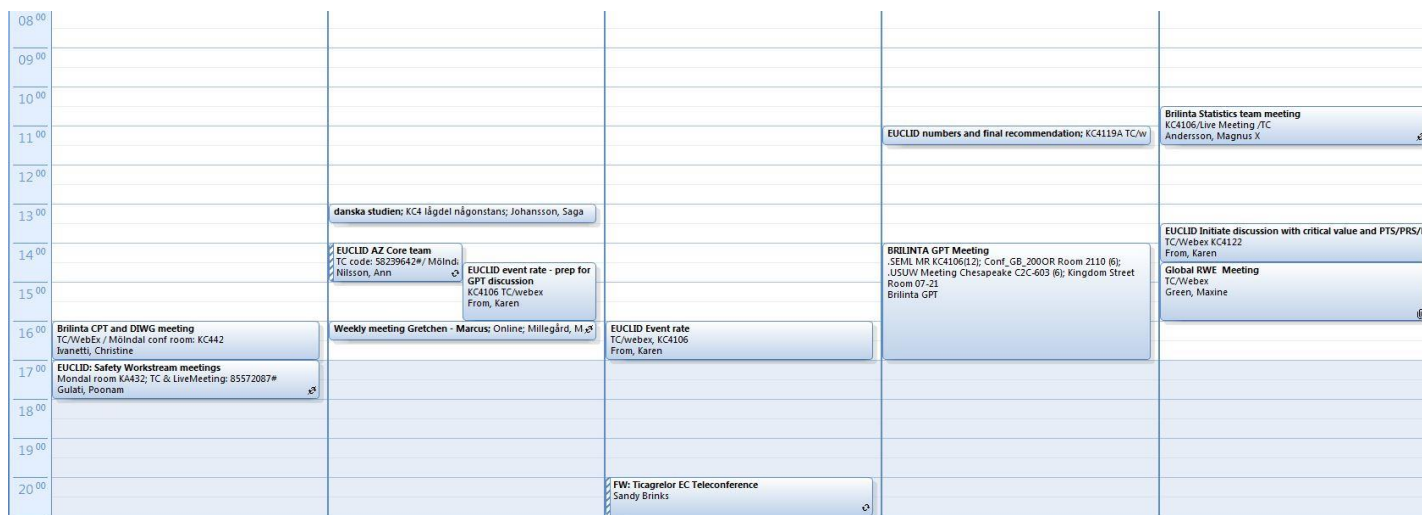 08 00
09 00
10 00
11 00
12 00
13 00
14 00
15 00
16 00
17 00
18 00
19 00
20 00
Brilinta CPT and DIWG meeting
TC/WebEx / Mölndal conf room: KC442
Ivanetti, Christine
EUCLID: Safety Workstream meetings
Mondal room KA432; TC & LiveMeeting: 85572087#
Gulati, Poonam
danska studien; KC4 lågdel någonstans; Johansson, Saga
EUCLID AZ Core team
TC code: 58239642#/ Mölnda
Nilsson, Ann
EUCLID event rate - prep for
GPT discussion
KC4106 TC/webex
From, Karen
Weekly meeting Gretchen - Marcus; Online; Millegård, M
EUCLID Event rate
TC/webex, KC4106
From, Karen
FW: Ticagrelor EC Teleconference
Sandy Brinks
EUCLID numbers and final recommendation; KC4119A TC/w
BRILINTA GPT Meeting
.SEML MR KC4106(12); Conf_GB_200OR Room 2110 (6);
.USUW Meeting Chesapeake C2C-603 (6); Kingdom Street
Room 07-21
Brilinta GPT
Brilinta Statistics team meeting
KC4106/Live Meeting /TC
Andersson, Magnus X
EUCLID Initiate discussion with critical value and PTS/PRS/
TC/Webex KC4122
From, Karen
Global RWE Meeting
TC/Webex
Green, Maxine